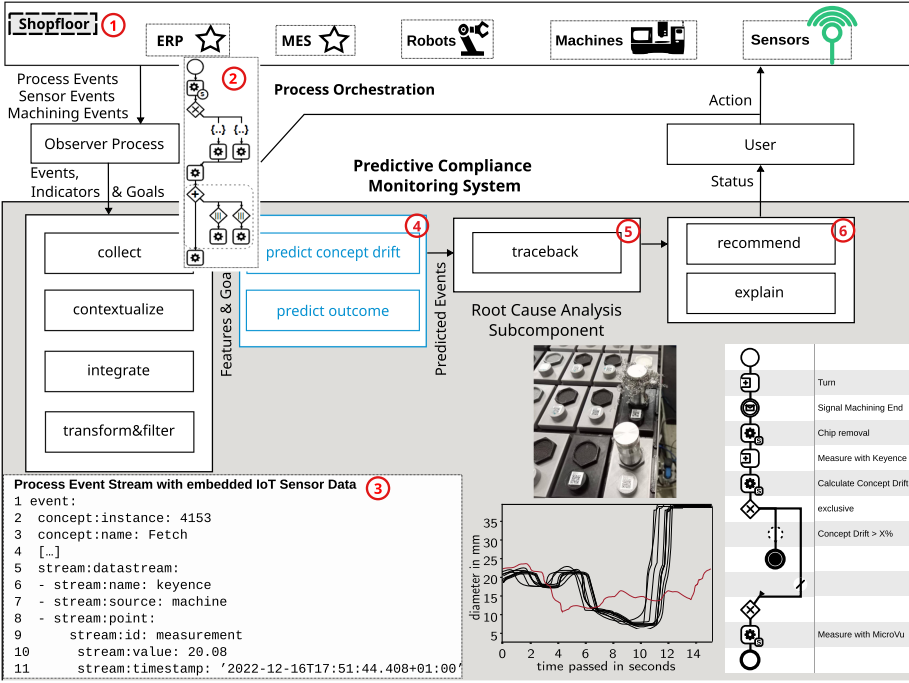 Shopfloor
1
ERP
MES
Robots
Machines
Sensors
Process Events
Sensor Events
Machining Events
2
S
{..} {..}
Process Orchestration
Action
Observer Process
User
Events,
Indicators & Goals
Predictive Compliance
Monitoring System
Status
4
5
6
collect
predict concept drift
traceback
recommend
contextualize
predict outcome
explain
integrate
transform&filter
Features & Goa
Predicted Events
Root Cause Analysis
Subcomponent
Process Event Stream with embedded IoT Sensor Data
3
1 event:
2 concept:instance: 4153
3 concept:name: Fetch
4 […]
5 stream:datastream:
6 - stream:name: keyence
7 - stream:source: machine
8 - stream:point:
9 stream:id: measurement
10 stream:value: 20.08
11 stream:timestamp: ’2022-12-16T17:51:44.408+01:00’
diameter in mm
35
30
25
20
15
10
5
0 2 4 6 8 10 12 14
time passed in seconds
Turn
Signal Machining End
S
Chip removal
Measure with Keyence
S
Calculate Concept Drift
exclusive
Concept Drift > X%
S
Measure with MicroVu